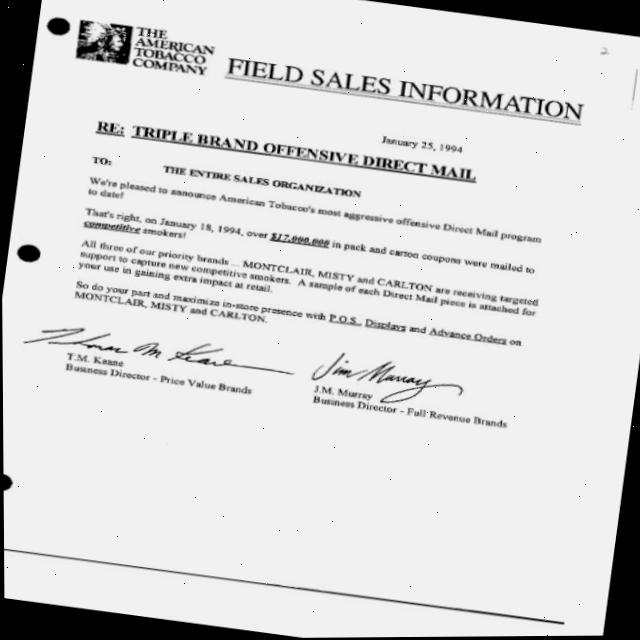 2
THE
AMERICAN
TOBACCO
COMPANY
FIELD SALES INFORMATION
January 25, 1994
RE: TRIPLE BRAND OFFENSIVE DIRECT MAIL
TO: THE ENTIRE SALES ORGANIZATION
We're pleased to announce American Tobacco's most aggressive offensive Direct Mail program
to date!
That's right, on January 18, 1994, over $17,000,000 in pack and carton coupons were mailed to
competitive smokers!
All three of our priority brands ... MONTCLAIR, MISTY and CARLTON are receiving targeted
support to capture new competitive smokers. A sample of each Direct Mail piece is attached for
your use in gaining extra impact at retail.
So do your part and maximize in-store presence with P.O.S., Displays and Advance Orders on
MONTCLAIR, MISTY and CARLTON.
Thomas M Keane
Jim Murray
T.M. Keane
Business Director - Price Value Brands
J.M. Murray
Business Director - Full Revenue Brands